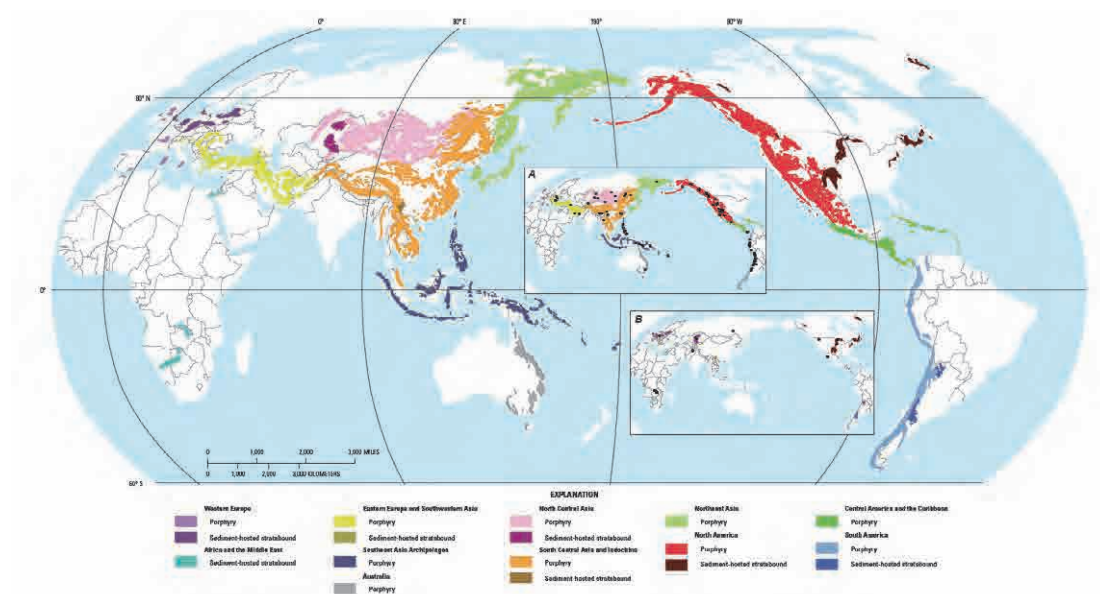 0° 90° E 180° 90° W
60° N
A
0°
B
0 1,000 2,000 3,000 MILES
0 1,000 2,000 3,000 KILOMETERS
60° S
EXPLANATION
Western Europe
Porphyry
Sediment-hosted stratabound
Africa and the Middle East
Sediment-hosted stratabound
Eastern Europe and Southwestern Asia
Porphyry
Sediment-hosted stratabound
Southeast Asia Archipelagos
Porphyry
Australia
Porphyry
North Central Asia
Porphyry
Sediment-hosted stratabound
South Central Asia and Indochina
Porphyry
Sediment-hosted stratabound
Northeast Asia
Porphyry
North America
Porphyry
Sediment-hosted stratabound
Central America and the Caribbean
Porphyry
South America
Porphyry
Sediment-hosted stratabound